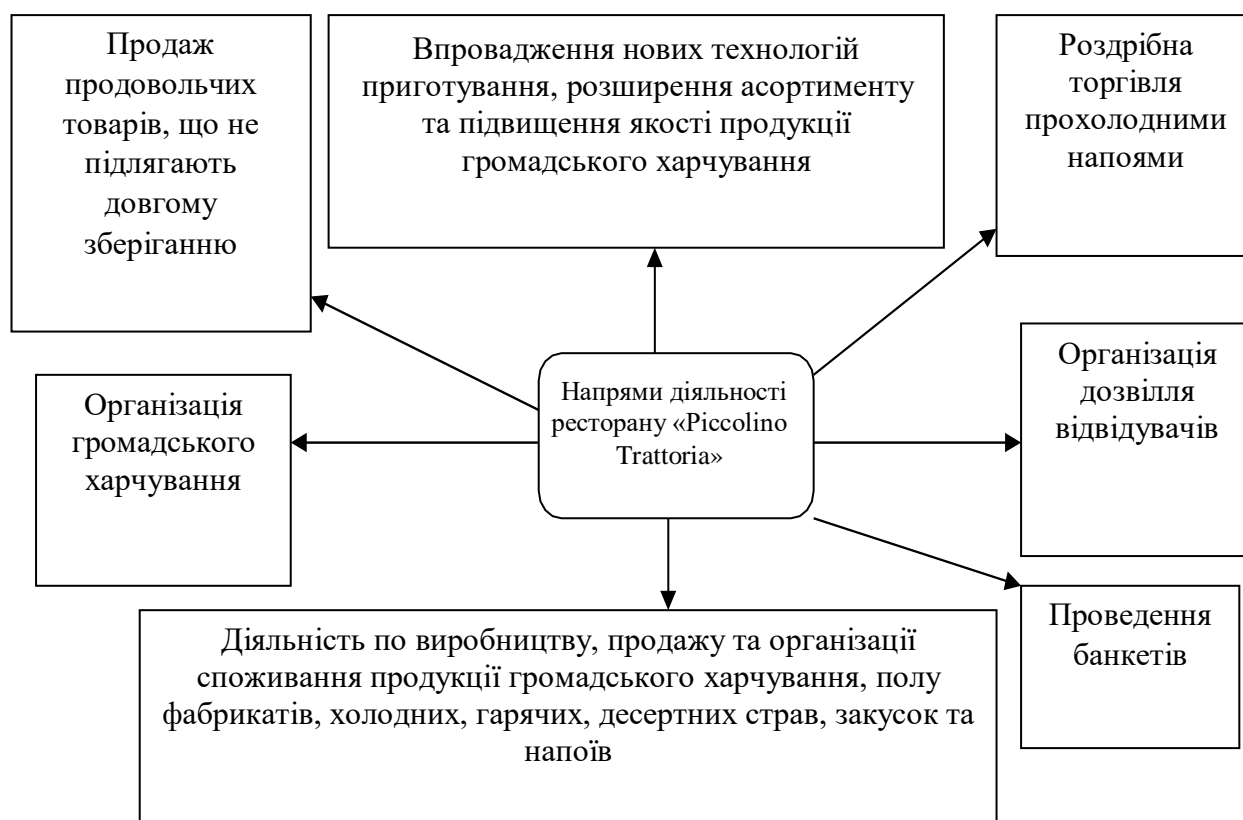 Продаж
продовольчих
товарів, що не
підлягають
довгому
зберіганню
Впровадження нових технологій
приготування, розширення асортименту
та підвищення якості продукції
громадського харчування
Роздрібна
торгівля
прохолодними
напоями
Організація
громадського
харчування
Напрями діяльності
ресторану «Piccolino
Trattoria»
Організація
дозвілля
відвідувачів
Діяльність по виробництву, продажу та організації
споживання продукції громадського харчування, полу
фабрикатів, холодних, гарячих, десертних страв, закусок та
напоїв
Проведення
банкетів